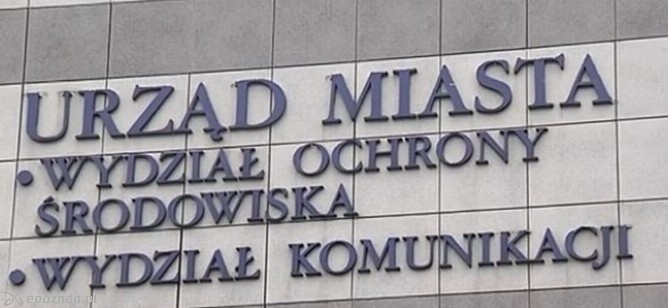 URZĄD MIASTA
• WYDZIAŁ OCHRONY
ŚRODOWISKA
• WYDZIAŁ KOMUNIKACJI
epoznan.pl